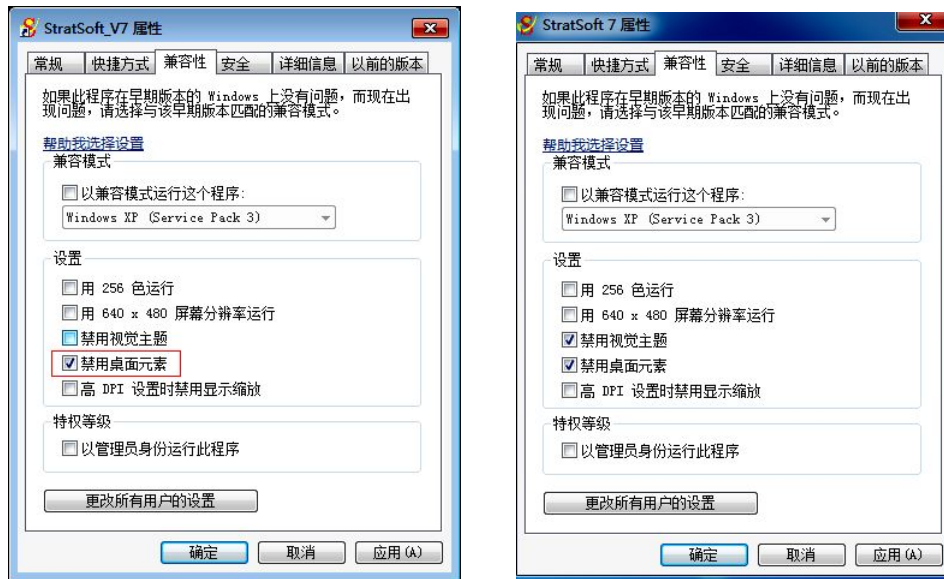 StratSoft_V7 属性
常规 快捷方式 兼容性 安全 详细信息 以前的版本
如果此程序在早期版本的 Windows 上没有问题，而现在出
现问题，请选择与该早期版本匹配的兼容模式。
帮助我选择设置
兼容模式
以兼容模式运行这个程序:
Windows XP (Service Pack 3)
设置
用 256 色运行
用 640 x 480 屏幕分辨率运行
禁用视觉主题
禁用桌面元素
高 DPI 设置时禁用显示缩放
特权等级
以管理员身份运行此程序
更改所有用户的设置
确定 取消 应用(A)
StratSoft 7 属性
常规 快捷方式 兼容性 安全 详细信息 以前的版本
如果此程序在早期版本的 Windows 上没有问题，而现在出
现问题，请选择与该早期版本匹配的兼容模式。
帮助我选择设置
兼容模式
以兼容模式运行这个程序:
Windows XP (Service Pack 3)
设置
用 256 色运行
用 640 x 480 屏幕分辨率运行
禁用视觉主题
禁用桌面元素
高 DPI 设置时禁用显示缩放
特权等级
以管理员身份运行此程序
更改所有用户的设置
确定 取消 应用(A)